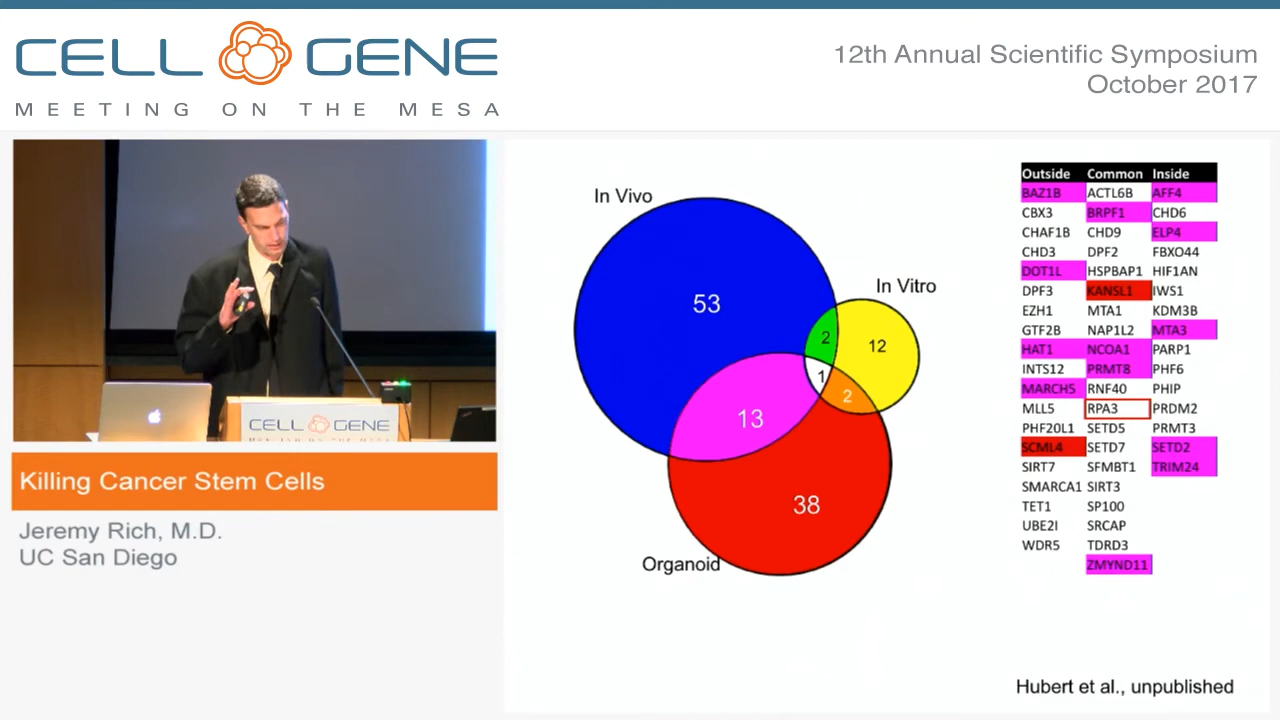 CELL GENE
MEETING ON THE MESA
12th Annual Scientific Symposium
October 2017
CELL GENE
MEETING ON THE MESA
Killing Cancer Stem Cells
Jeremy Rich, M.D.
UC San Diego
In Vivo
In Vitro
Organoid
53
2
12
1
2
13
38
Outside Common Inside
BAZ1B ACTL6B AFF4
CBX3 BRPF1 CHD6
CHAF1B CHD9 ELP4
CHD3 DPF2 FBXO44
DOT1L HSPBAP1 HIF1AN
DPF3 KANSL1 IWS1
EZH1 MTA1 KDM3B
GTF2B NAP1L2 MTA3
HAT1 NCOA1 PARP1
INTS12 PRMT8 PHF6
MARCH5 RNF40 PHIP
MLL5 RPA3 PRDM2
PHF20L1 SETD5 PRMT3
SCML4 SETD7 SETD2
SIRT7 SFMBT1 TRIM24
SMARCA1 SIRT3
TET1 SP100
UBE2I SRCAP
WDR5 TDRD3
ZMYND11
Hubert et al., unpublished